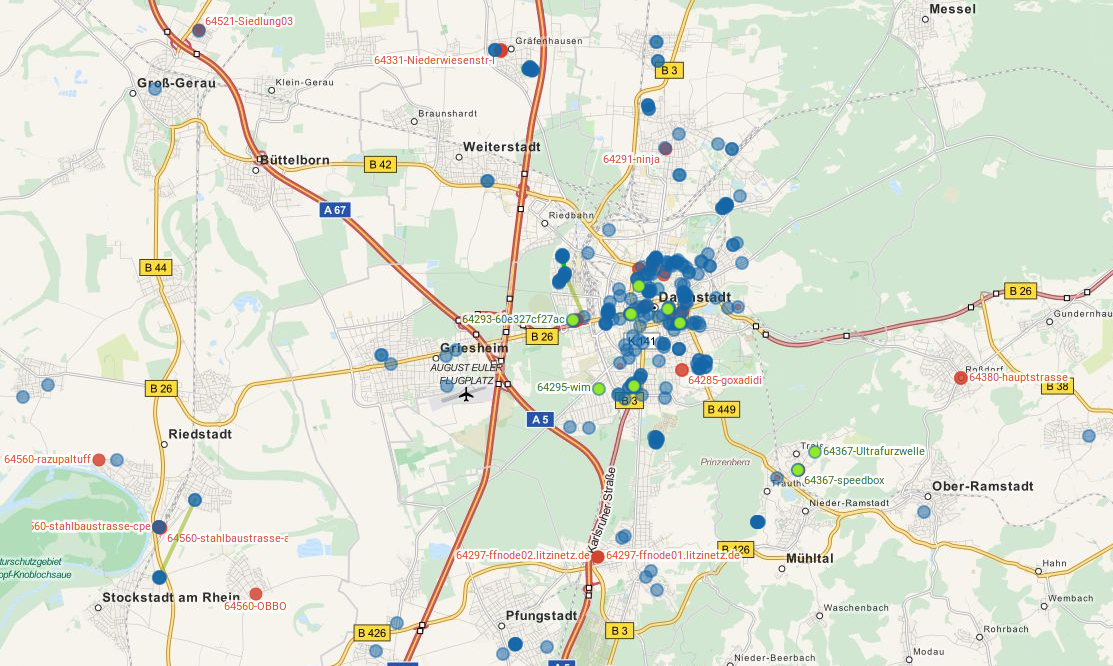 Messel
64521-Siedlung03
Gräfenhausen
64331-Niederwiesenstr-
B 3
Groß-Gerau
Klein-Gerau
Braunshardt
Weiterstadt
64291-ninja
Büttelborn
B 42
A 67
Riedbahn
B 44
B 26
Darmstadt
64293-60e327cf27ac
Gundernhau
B 26
K 141
Griesheim
AUGUST EULER
FLUGPLATZ
Roßdorf
64380-hauptstrasse
64285-goxadidi
B 38
64295-wim
B 26
B 3
B 449
A 5
Riedstadt
64367-Ultrafurzwelle
64560-razupaltuff
Prinzenberg
64367-speedbox
Ober-Ramstadt
Nieder-Ramstadt
Karlsruher Straße
560-stahlbaustrasse-cpe
64560-stahlbaustrasse-a
B 426
64297-ffnode02.litzinetz.de
64297-ffnode01.litzinetz.de
Mühltal
turschutzgebiet
opf-Knoblochsaue
Hahn
Stockstadt am Rhein
64560-OBBO
Wembach
Pfungstadt
Waschenbach
B 426
B 3
Rohrbach
Modau
Nieder-Beerbach
A 5